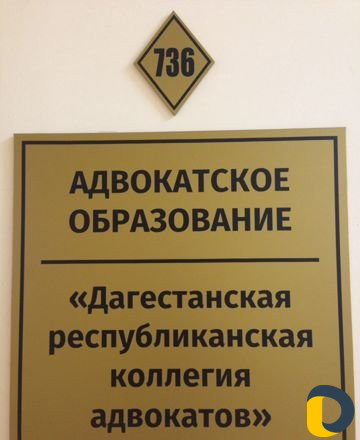 736
АДВОКАТСКОЕ
ОБРАЗОВАНИЕ
«Дагестанская
республиканская
коллегия
адвокатов»